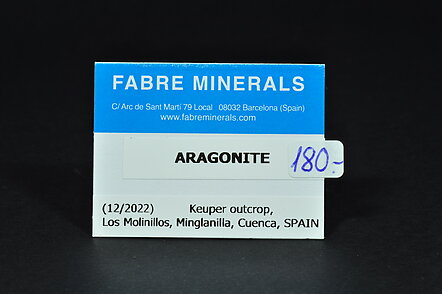 FABRE MINERALS
C/Arc de Sant Martí 79 Local 08032 Barcelona (Spain)
www.fabreminerals.com
ARAGONITE
180.-
(12/2022) Keuper outcrop,
Los Molinillos, Minglanilla, Cuenca, SPAIN